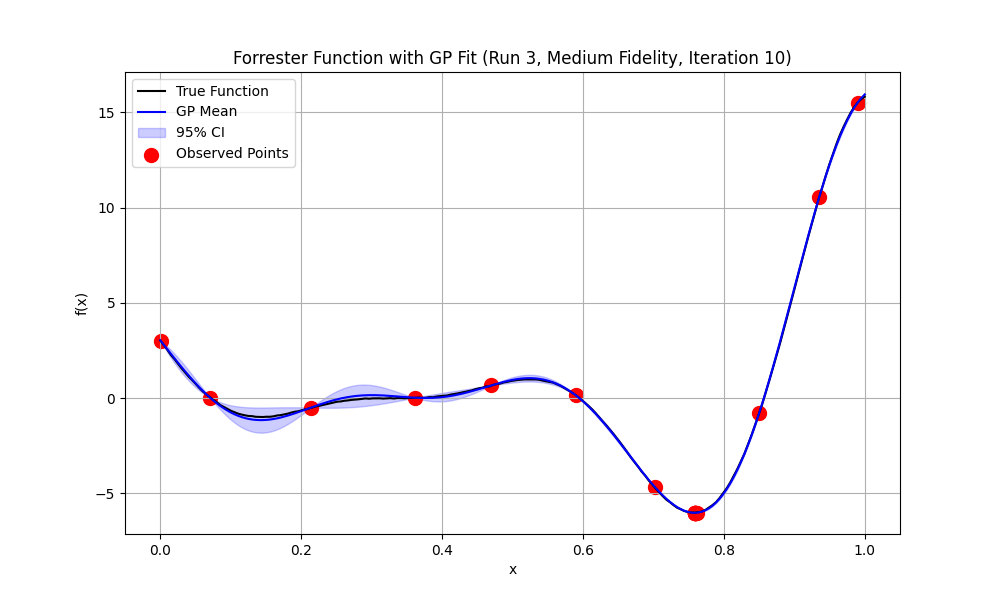 Forrester Function with GP Fit (Run 3, Medium Fidelity, Iteration 10)
True Function
GP Mean
95% CI
Observed Points
15
10
5
0
−5
f(x)
0.0 0.2 0.4 0.6 0.8 1.0
x